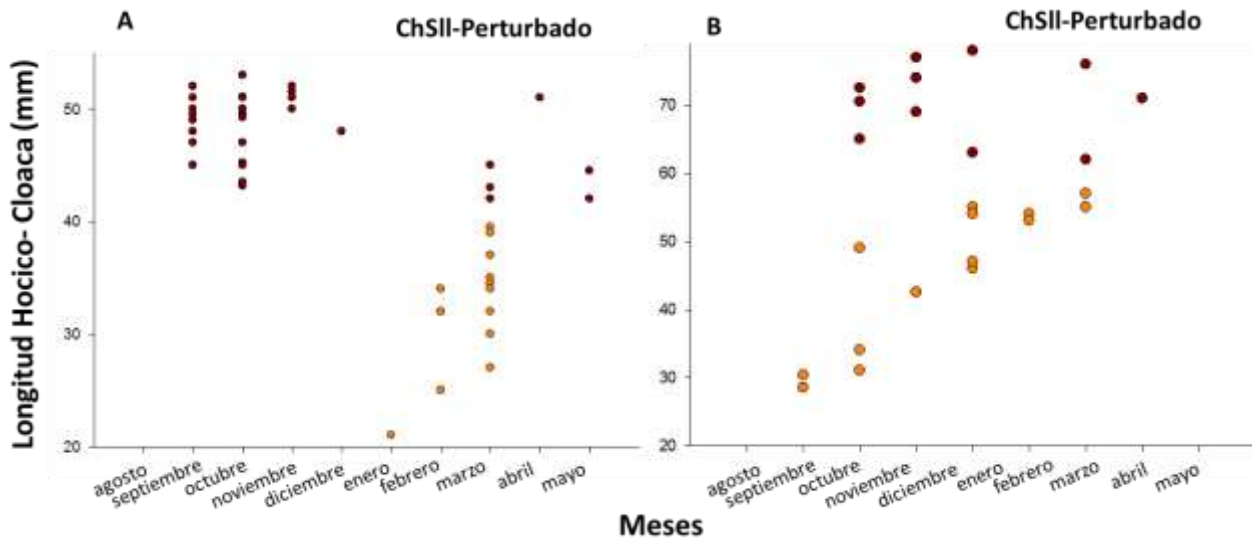 A
ChSll-Perturbado
B
ChSll-Perturbado
Longitud Hocico- Cloaca (mm)
50
40
30
20
70
60
50
40
30
20
agosto
septiembre
octubre
noviembre
diciembre
enero
febrero
marzo
abril
mayo
agosto
septiembre
octubre
noviembre
diciembre
enero
febrero
marzo
abril
mayo
Meses